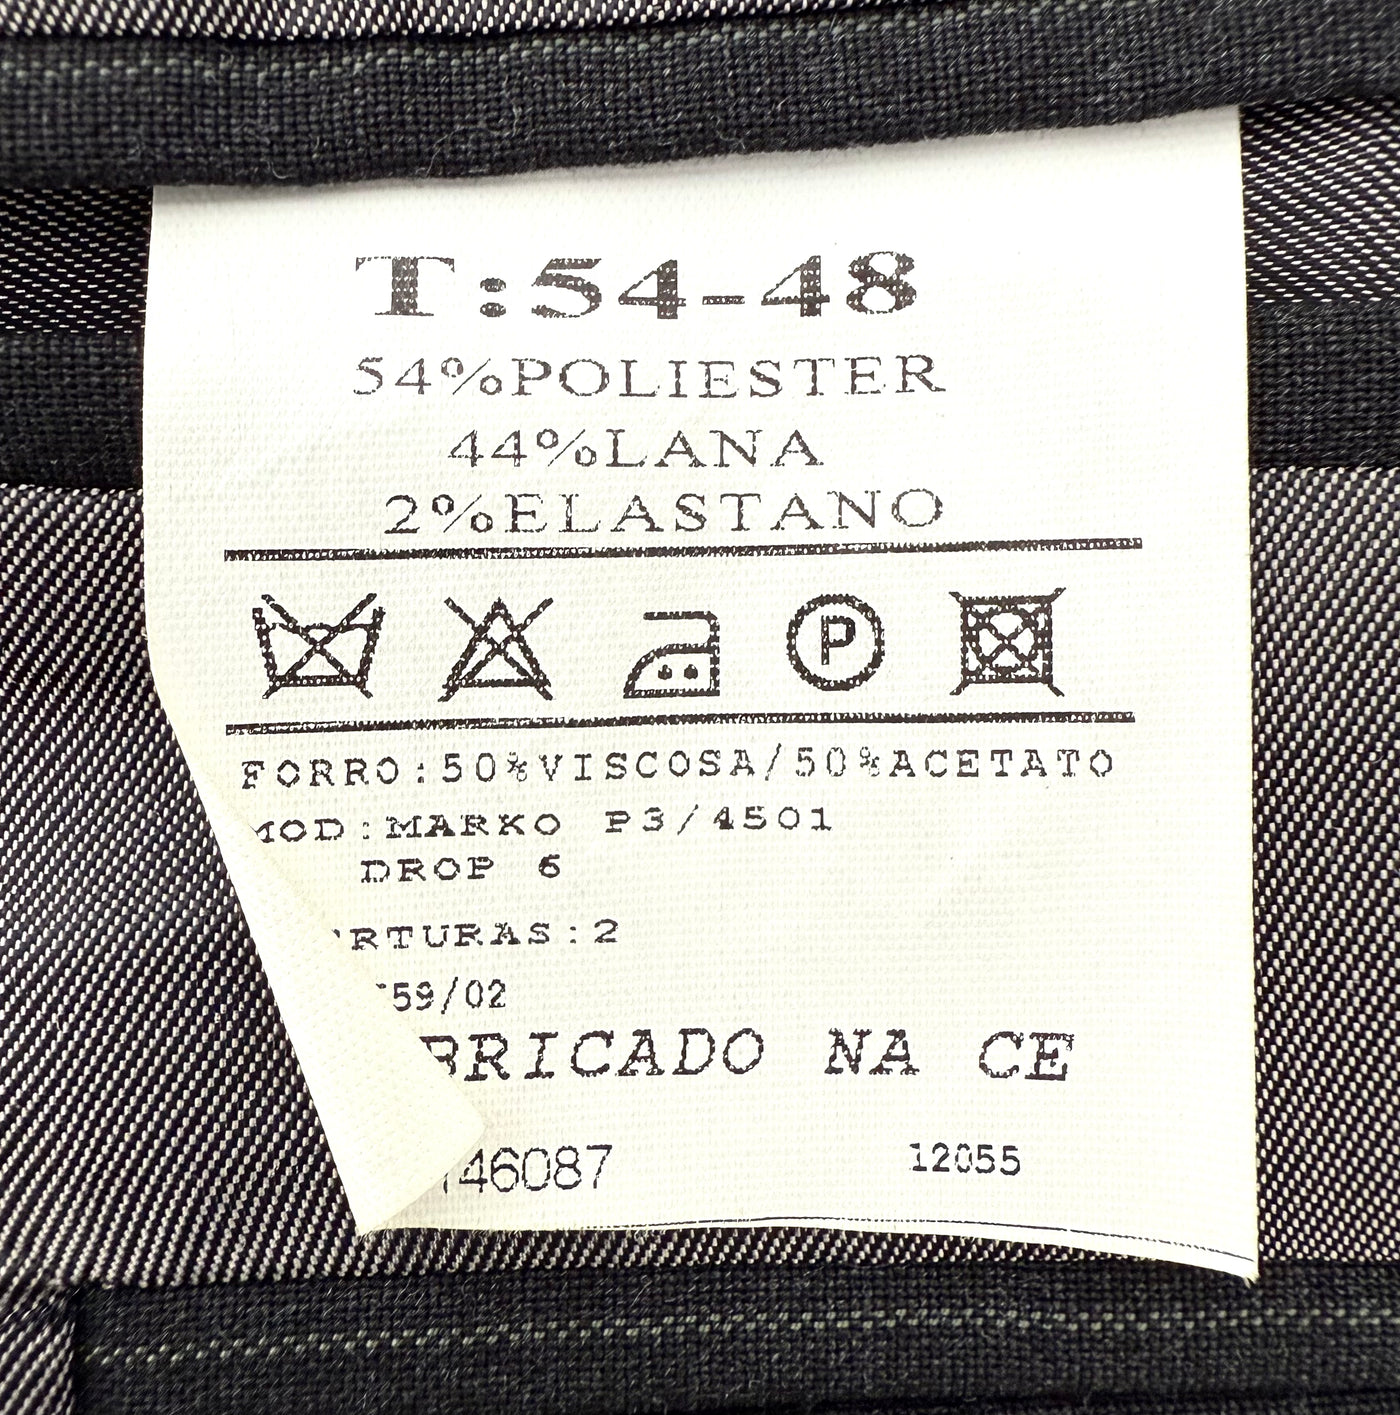 T:54-48
54%POLIESTER
44%LANA
2%ELASTANO
P
FORRO:50%VISCOSA/50%ACETATO
MOD:MARKO P3/4501
DROP 6
RTURAS:2
59/02
BRICADO NA CE
46087 12055